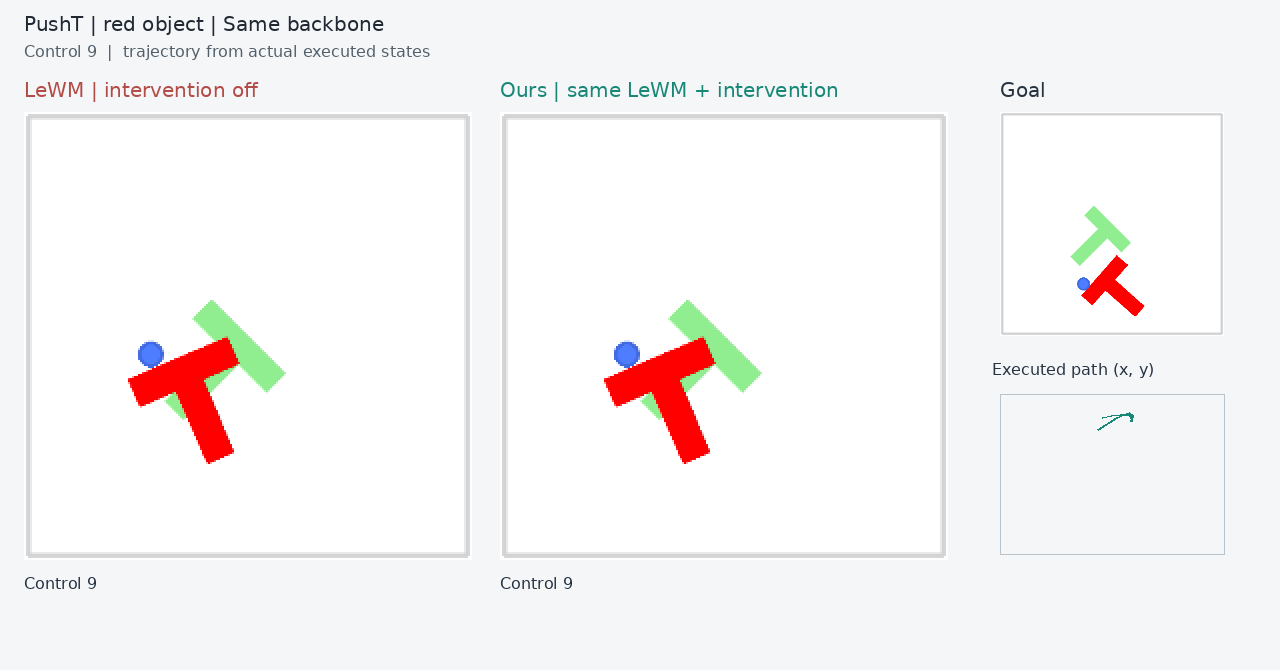 PushT | red object | Same backbone
Control 9 | trajectory from actual executed states
LeWM | intervention off
Ours | same LeWM + intervention
Goal
Executed path (x, y)
Control 9
Control 9